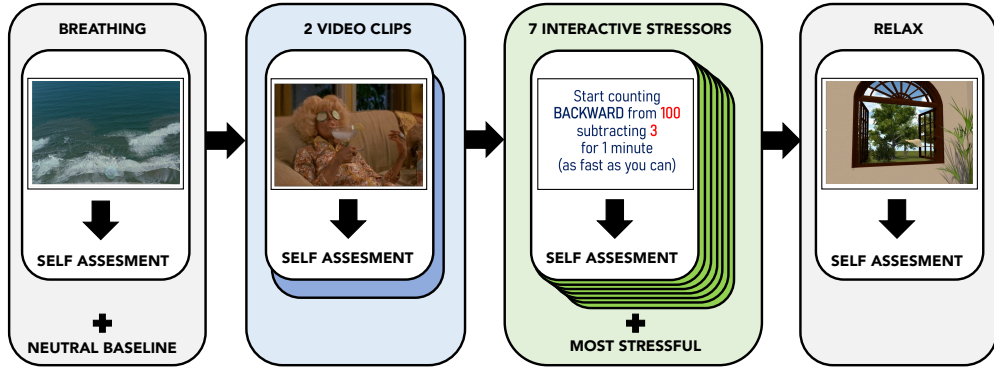 BREATHING
SELF ASSESMENT
+
NEUTRAL BASELINE
2 VIDEO CLIPS
SELF ASSESMENT
7 INTERACTIVE STRESSORS
Start counting
BACKWARD from 100
subtracting 3
for 1 minute
(as fast as you can)
SELF ASSESMENT
+
MOST STRESSFUL
RELAX
SELF ASSESMENT